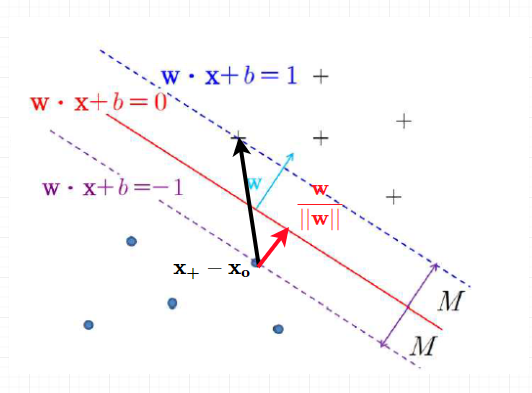 w · x + b = 1
w · x + b = 0
w
w · x + b = −1
w
||w||
x₊ − xₒ
M
M